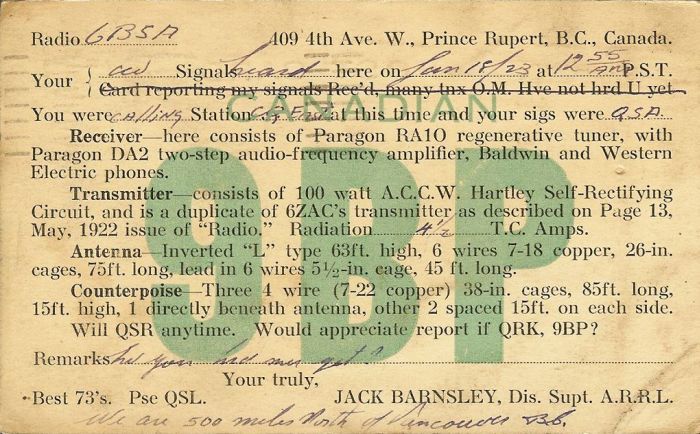 Radio 6BSA 409 4th Ave. W., Prince Rupert, B.C., Canada.
Your { cw Signals heard here on Jan 18/23 at 12 55 AM P.S.T.
Card reporting my signals Rec'd, many tnx O.M. Hve not hrd U yet
You were calling Station CQ East at this time and your sigs were QSA
CANADIAN
9BP
Receiver—here consists of Paragon RA10 regenerative tuner, with
Paragon DA2 two-step audio-frequency amplifier, Baldwin and Western
Electric phones.
Transmitter—consists of 100 watt A.C.C.W. Hartley Self-Rectifying
Circuit, and is a duplicate of 6ZAC's transmitter as described on Page 13,
May, 1922 issue of "Radio." Radiation 4½ T.C. Amps.
Antenna—Inverted "L" type 63ft. high, 6 wires 7-18 copper, 26-in.
cages, 75ft. long, lead in 6 wires 5½-in. cage, 45 ft. long.
Counterpoise—Three 4 wire (7-22 copper) 38-in. cages, 85ft. long,
15ft. high, 1 directly beneath antenna, other 2 spaced 15ft. on each side.
Will QSR anytime. Would appreciate report if QRK, 9BP?
Remarks you hrd me yet?
Your truly,
Best 73's. Pse QSL. JACK BARNSLEY, Dis. Supt. A.R.R.L.
We are 500 miles North of Vancouver B.C.